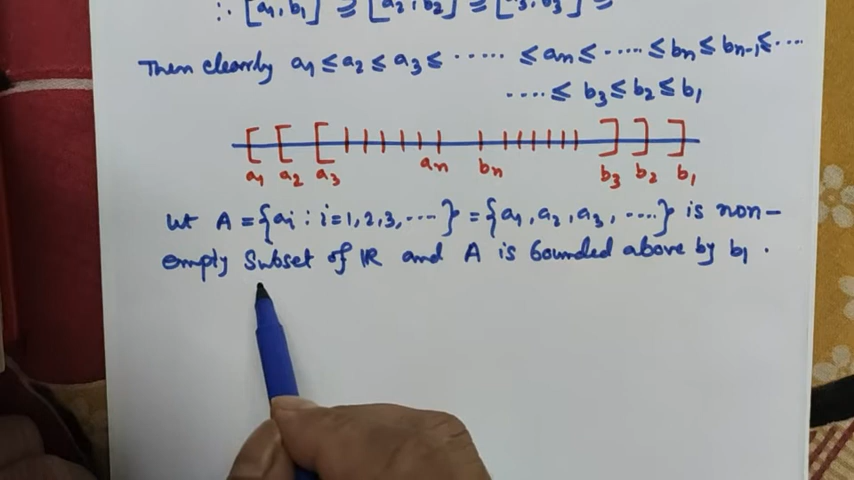 ∴ [a₁, b₁] ⊇ [a₂, b₂] ⊇ [a₃, b₃] ⊇
Then clearly a₁ ≤ a₂ ≤ a₃ ≤ ...... ≤ aₙ ≤ ..... ≤ bₙ ≤ bₙ₋₁ ≤ ....
.... ≤ b₃ ≤ b₂ ≤ b₁
a₁ a₂ a₃ aₙ bₙ b₃ b₂ b₁
Let A = {aᵢ : i = 1, 2, 3, ....} = {a₁, a₂, a₃, ....} is non-
empty Subset of ℝ and A is bounded above by b₁.